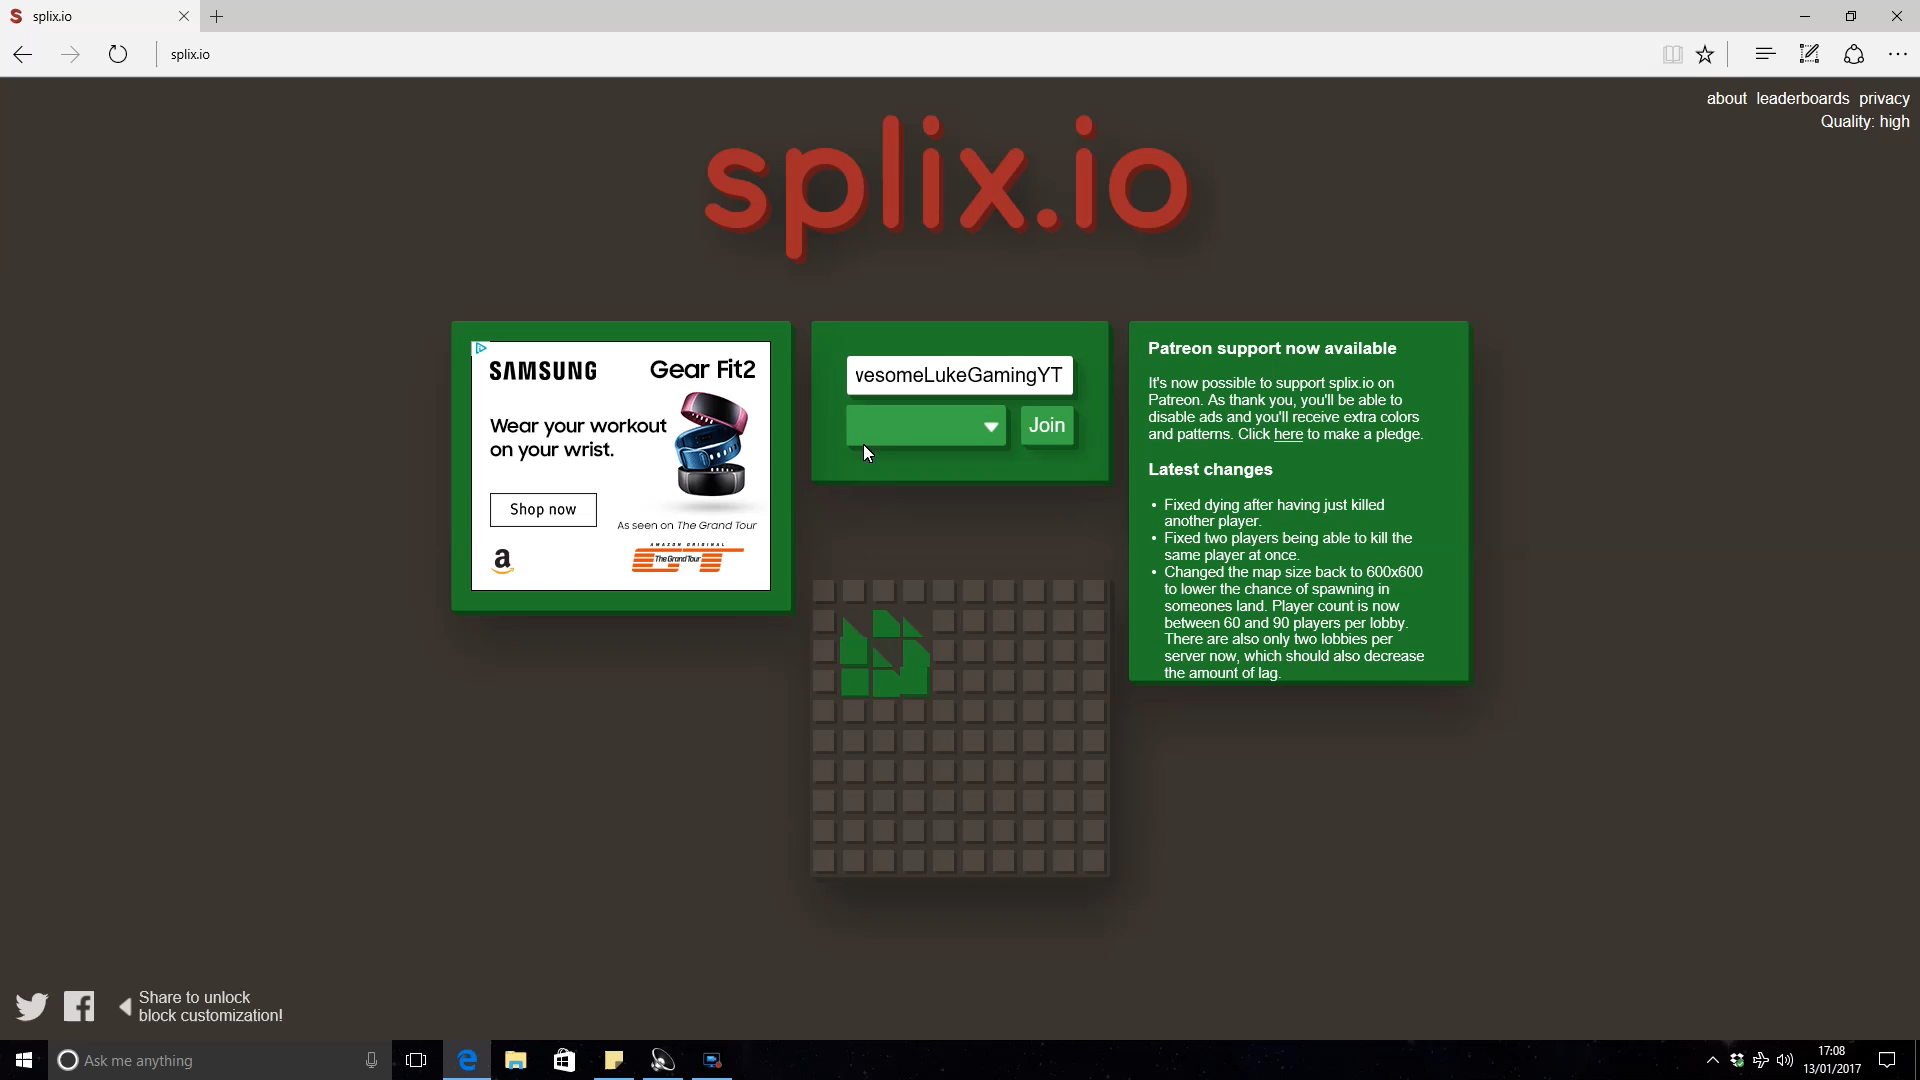 splix.io
splix.io
about leaderboards privacy
Quality: high
splix.io
SAMSUNG
Gear Fit2
Wear your workout
on your wrist.
Shop now
As seen on The Grand Tour
a
AMAZON ORIGINAL
GT
The Grand Tour
vesomeLukeGamingYT
Join
Patreon support now available
It's now possible to support splix.io on
Patreon. As thank you, you'll be able to
disable ads and you'll receive extra colors
and patterns. Click here to make a pledge.
Latest changes
• Fixed dying after having just killed
another player.
• Fixed two players being able to kill the
same player at once.
• Changed the map size back to 600x600
to lower the chance of spawning in
someones land. Player count is now
between 60 and 90 players per lobby.
There are also only two lobbies per
server now, which should also decrease
the amount of lag.
Share to unlock
block customization!
Ask me anything
17:08
13/01/2017